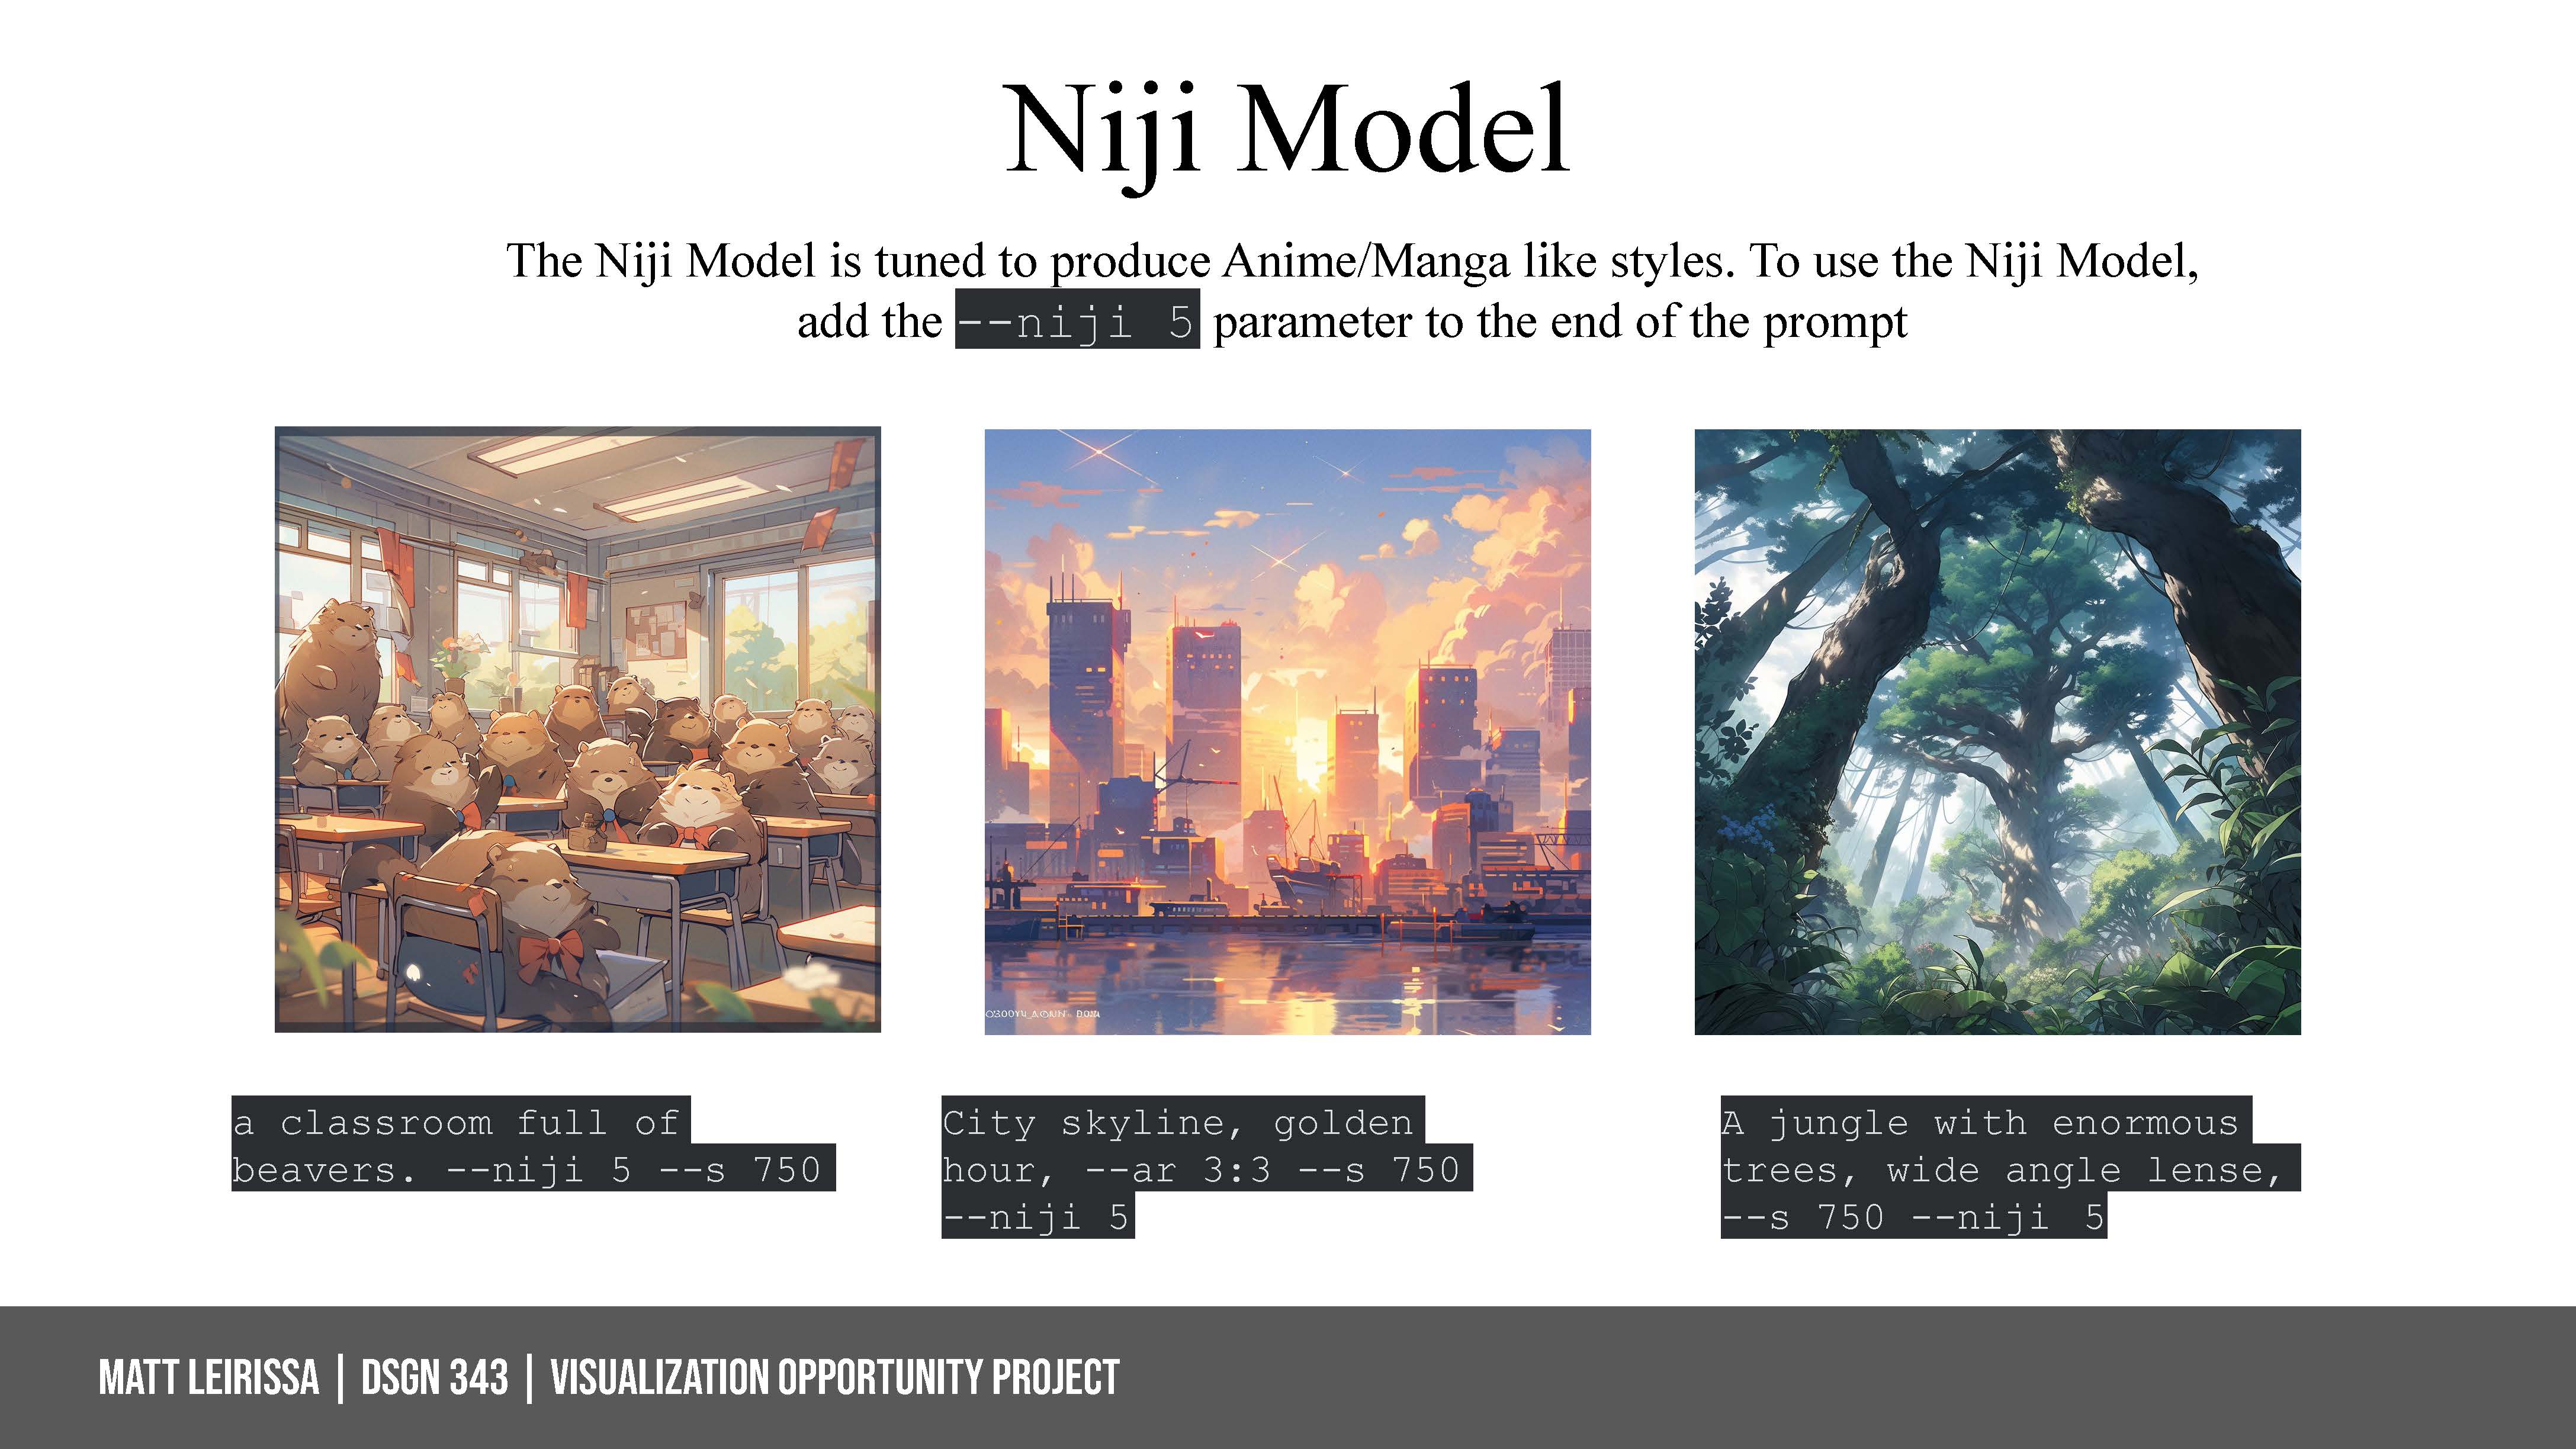 Niji Model
The Niji Model is tuned to produce Anime/Manga like styles. To use the Niji Model,
add the --niji 5 parameter to the end of the prompt
a classroom full of
beavers. --niji 5 --s 750
City skyline, golden
hour, --ar 3:3 --s 750
--niji 5
A jungle with enormous
trees, wide angle lense,
--s 750 --niji 5
MATT LEIRISSA | DSGN 343 | VISUALIZATION OPPORTUNITY PROJECT